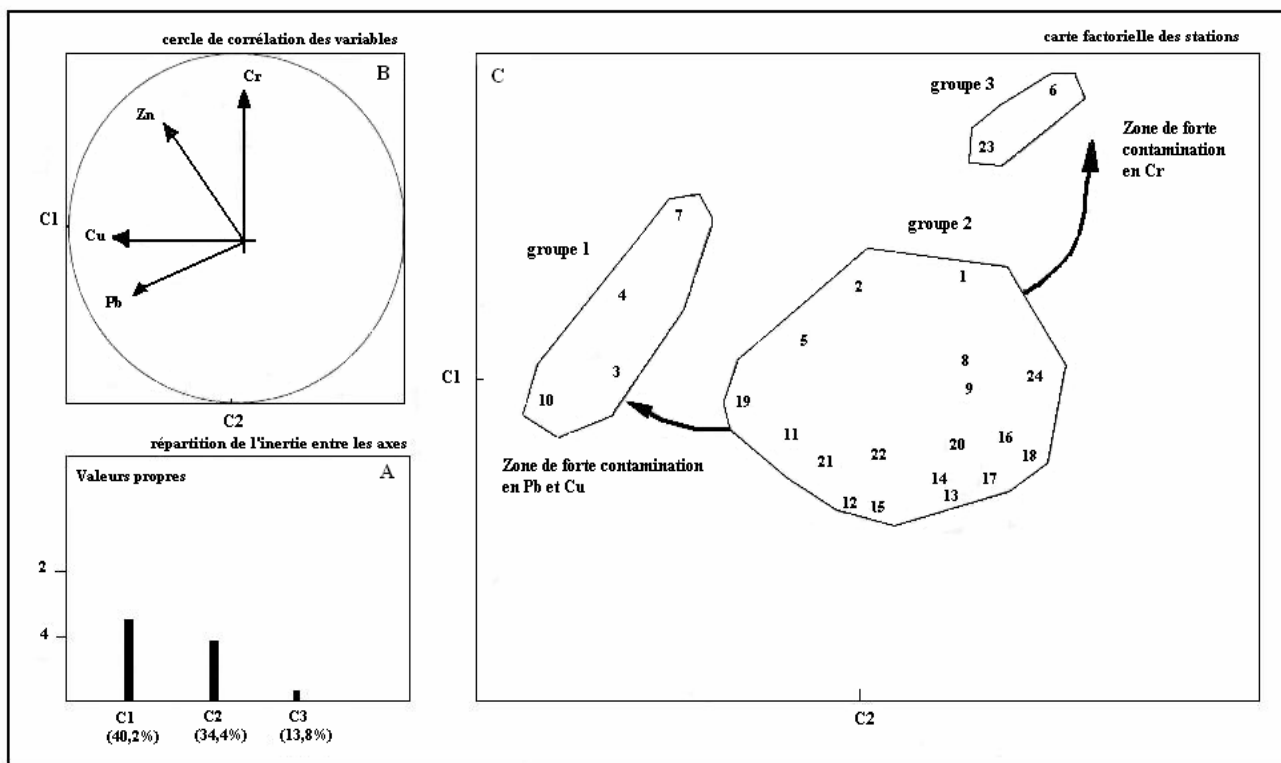 cercle de corrélation des variables
B
Cr
Zn
C1
Cu
Pb
C2
répartition de l'inertie entre les axes
A
Valeurs propres
2
4
C1
C2
C3
(40,2%)
(34,4%)
(13,8%)
carte factorielle des stations
C
groupe 3
6
23
Zone de forte
contamination
en Cr
7
groupe 2
groupe 1
1
2
4
5
8
3
24
C1
9
10
19
11
16
20
18
22
21
Zone de forte contamination
en Pb et Cu
14
17
13
12
15
C2